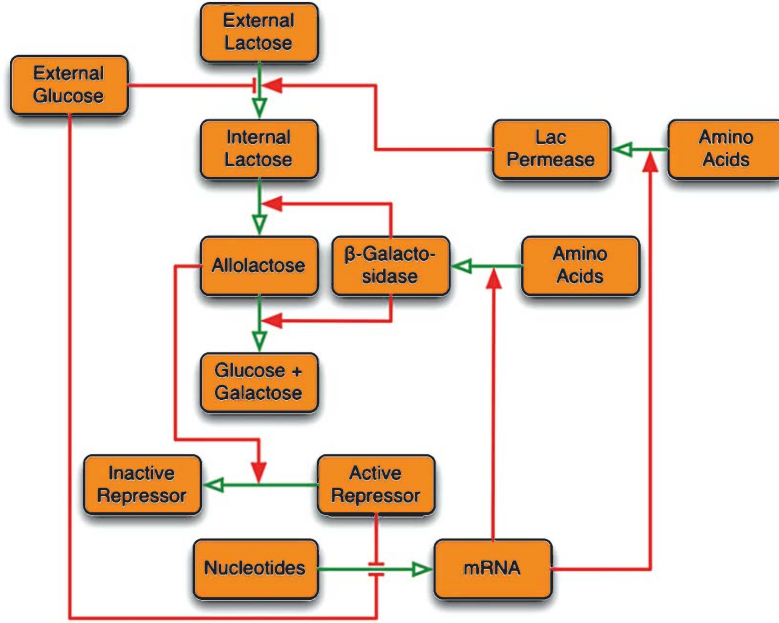 External
Lactose
External
Glucose
Internal
Lactose
Lac
Permease
Amino
Acids
Allolactose
β-Galacto-
sidase
Amino
Acids
Glucose +
Galactose
Inactive
Repressor
Active
Repressor
Nucleotides
mRNA